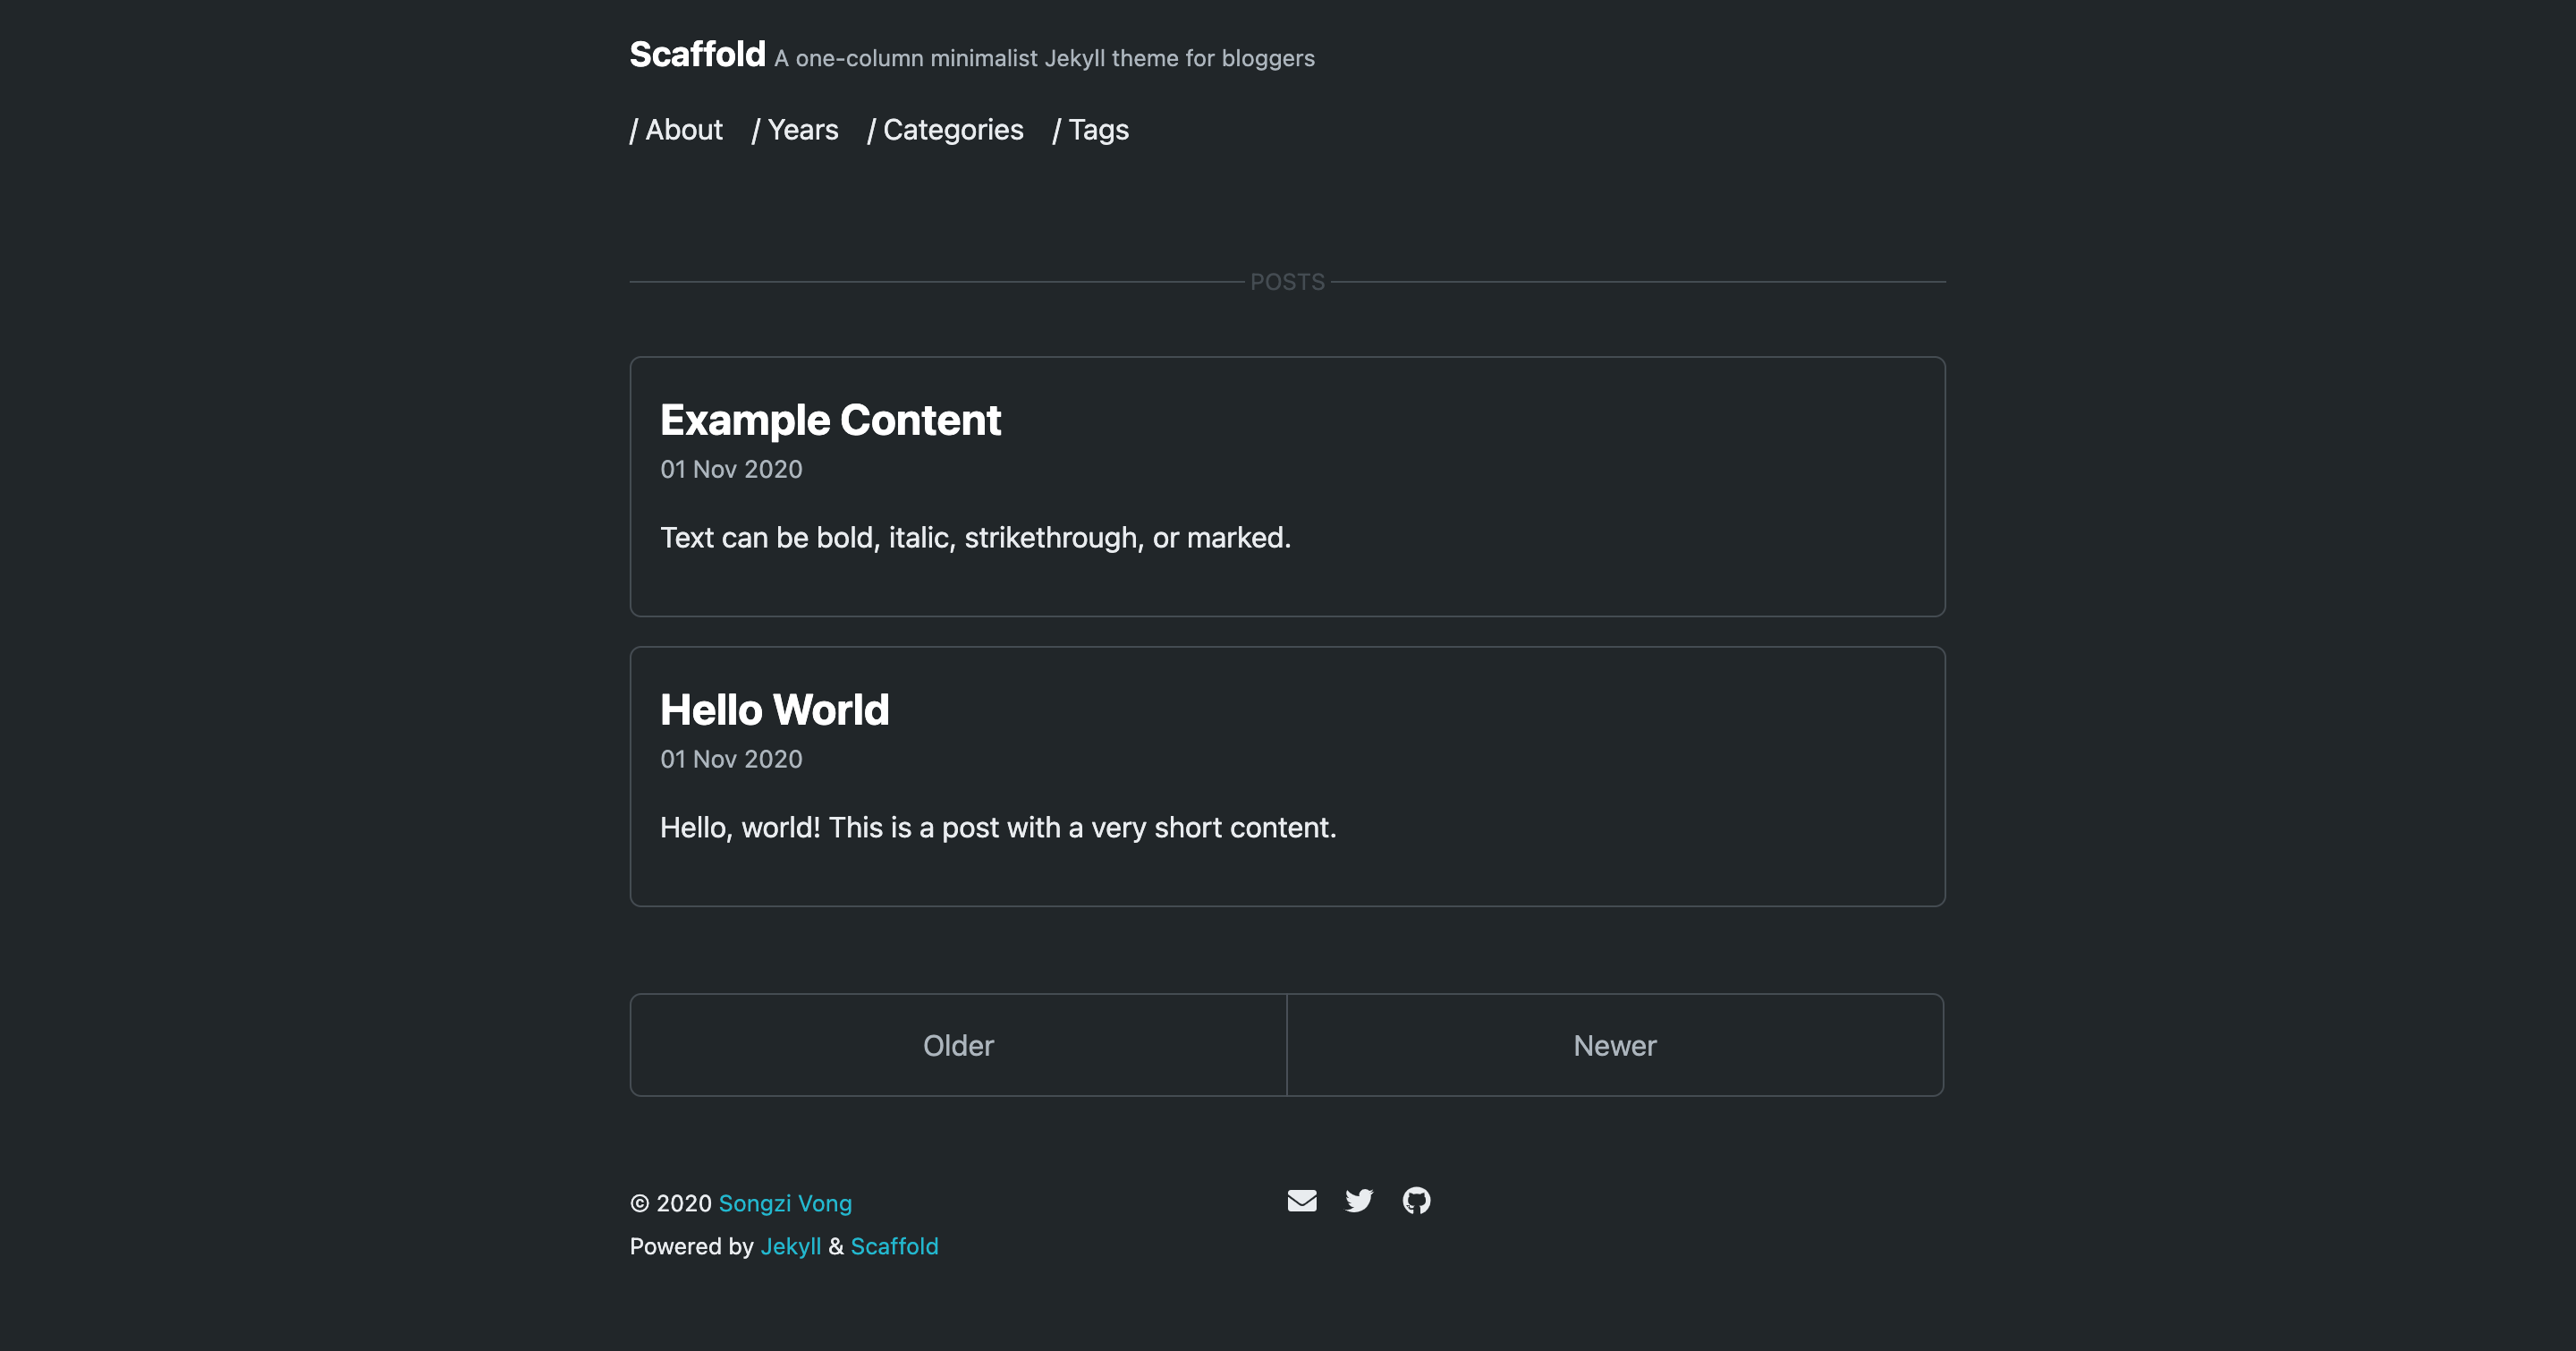 Scaffold A one-column minimalist Jekyll theme for bloggers
/ About / Years / Categories / Tags
POSTS
Example Content
01 Nov 2020
Text can be bold, italic, strikethrough, or marked.
Hello World
01 Nov 2020
Hello, world! This is a post with a very short content.
Older Newer
© 2020 Songzi Vong
Powered by Jekyll & Scaffold